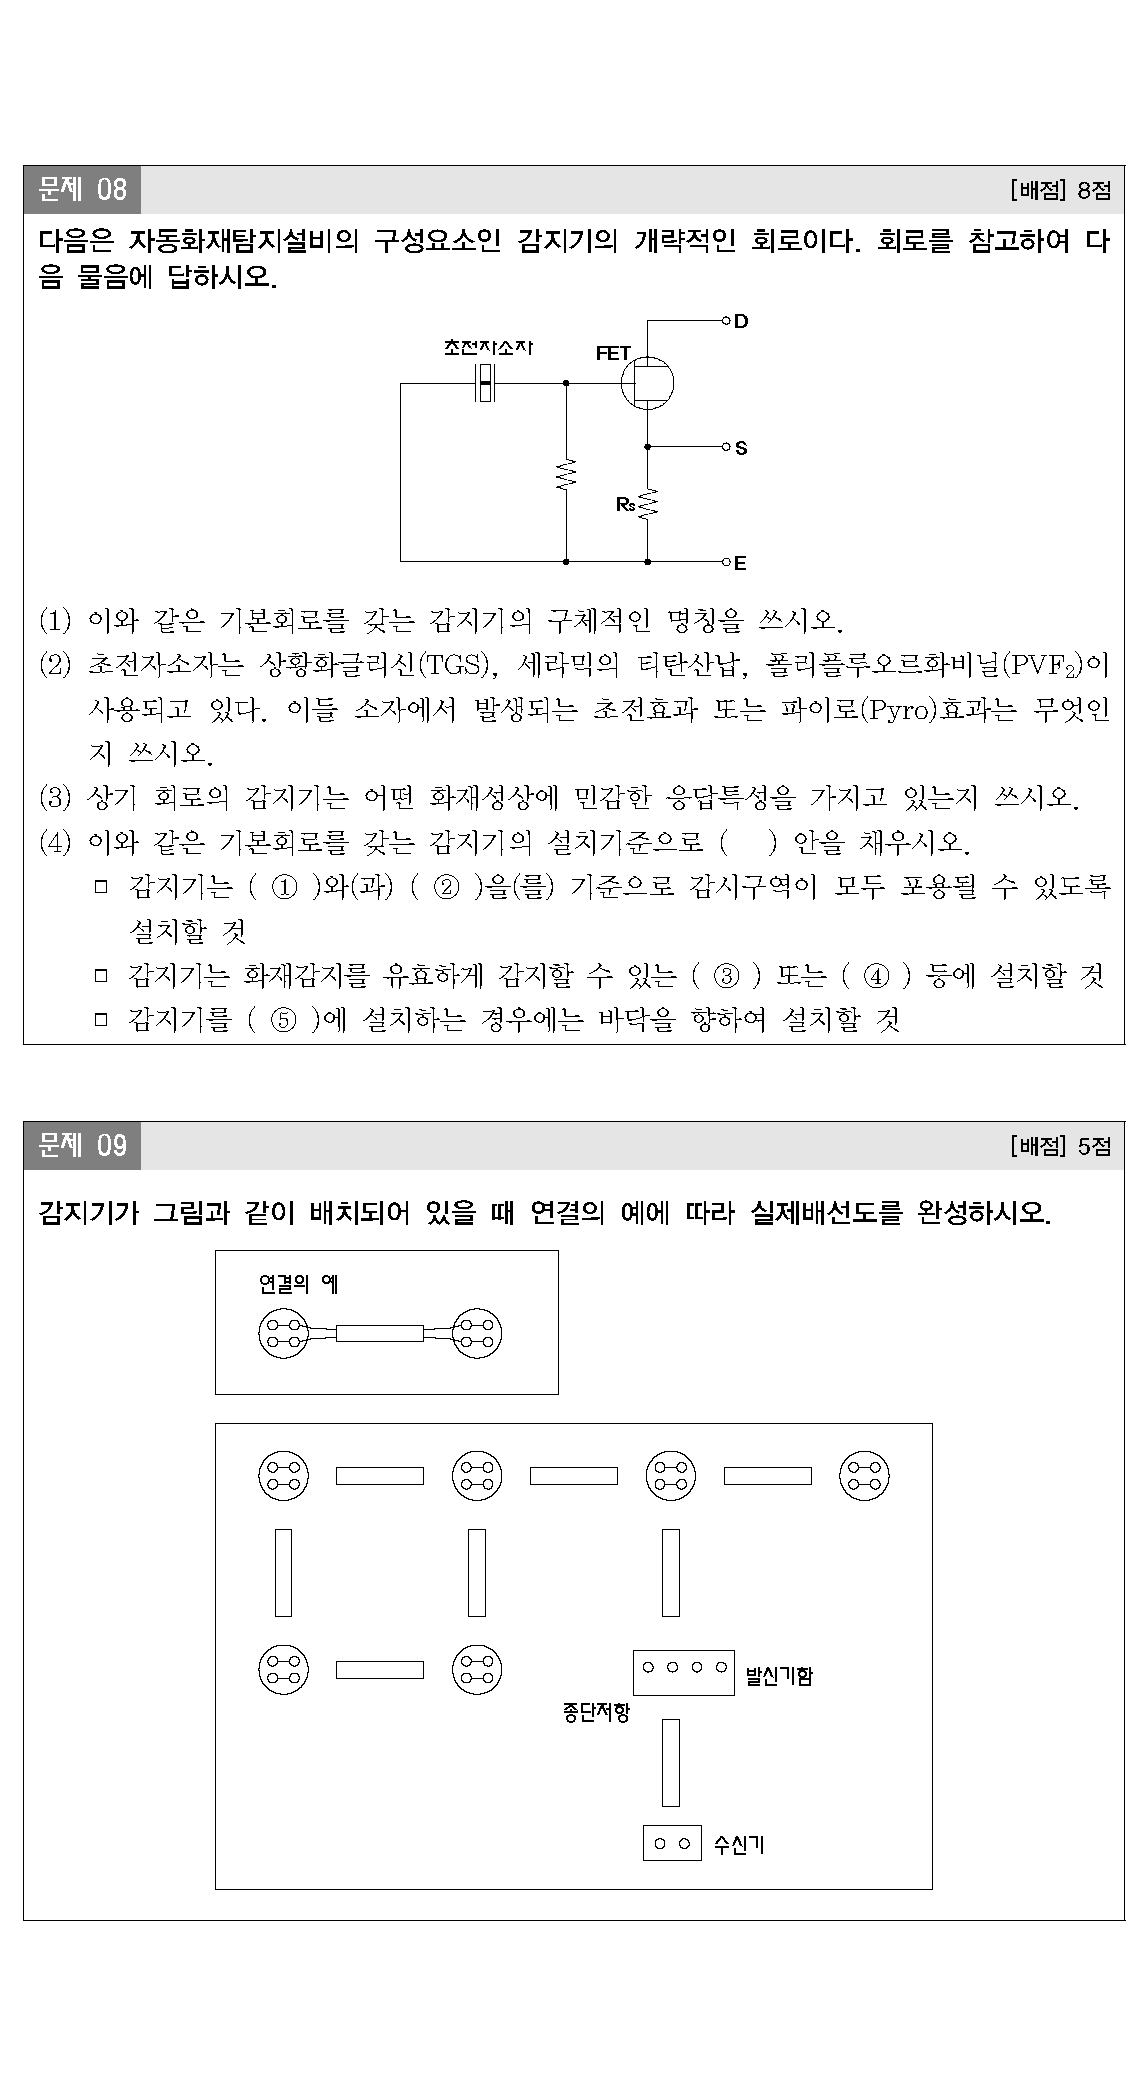 문제 08 [배점] 8점
다음은 자동화재탐지설비의 구성요소인 감지기의 개략적인 회로이다. 회로를 참고하여 다
음 물음에 답하시오.
D
초전자소자
FET
S
Rs
E
(1) 이와 같은 기본회로를 갖는 감지기의 구체적인 명칭을 쓰시오.
(2) 초전자소자는 상황화글리신(TGS), 세라믹의 티탄산납, 폴리플루오르화비닐(PVF₂)이
사용되고 있다. 이들 소자에서 발생되는 초전효과 또는 파이로(Pyro)효과는 무엇인
지 쓰시오.
(3) 상기 회로의 감지기는 어떤 화재성상에 민감한 응답특성을 가지고 있는지 쓰시오.
(4) 이와 같은 기본회로를 갖는 감지기의 설치기준으로 (   ) 안을 채우시오.
□ 감지기는 ( ① )와(과) ( ② )을(를) 기준으로 감시구역이 모두 포용될 수 있도록
설치할 것
□ 감지기는 화재감지를 유효하게 감지할 수 있는 ( ③ ) 또는 ( ④ ) 등에 설치할 것
□ 감지기를 ( ⑤ )에 설치하는 경우에는 바닥을 향하여 설치할 것
문제 09 [배점] 5점
감지기가 그림과 같이 배치되어 있을 때 연결의 예에 따라 실제배선도를 완성하시오.
연결의 예
발신기함
종단저항
수신기